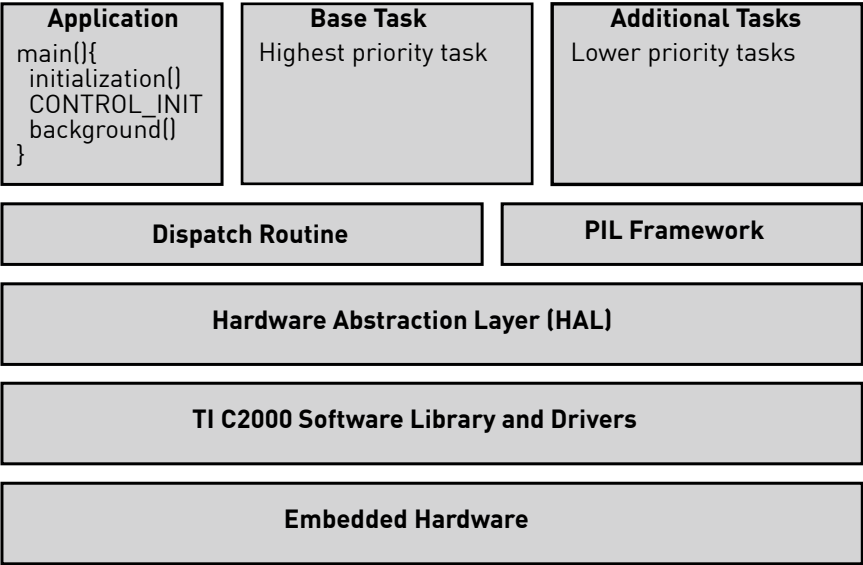 Application
main(){
initialization()
CONTROL_INIT
background()
}
Base Task
Highest priority task
Additional Tasks
Lower priority tasks
Dispatch Routine
PIL Framework
Hardware Abstraction Layer (HAL)
TI C2000 Software Library and Drivers
Embedded Hardware